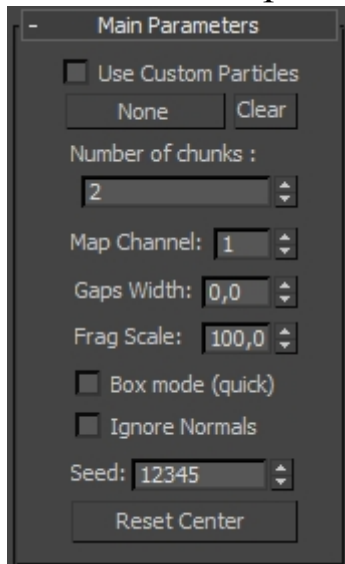 - Main Parameters
Use Custom Particles
None Clear
Number of chunks :
2
Map Channel: 1
Gaps Width: 0,0
Frag Scale: 100,0
Box mode (quick)
Ignore Normals
Seed: 12345
Reset Center